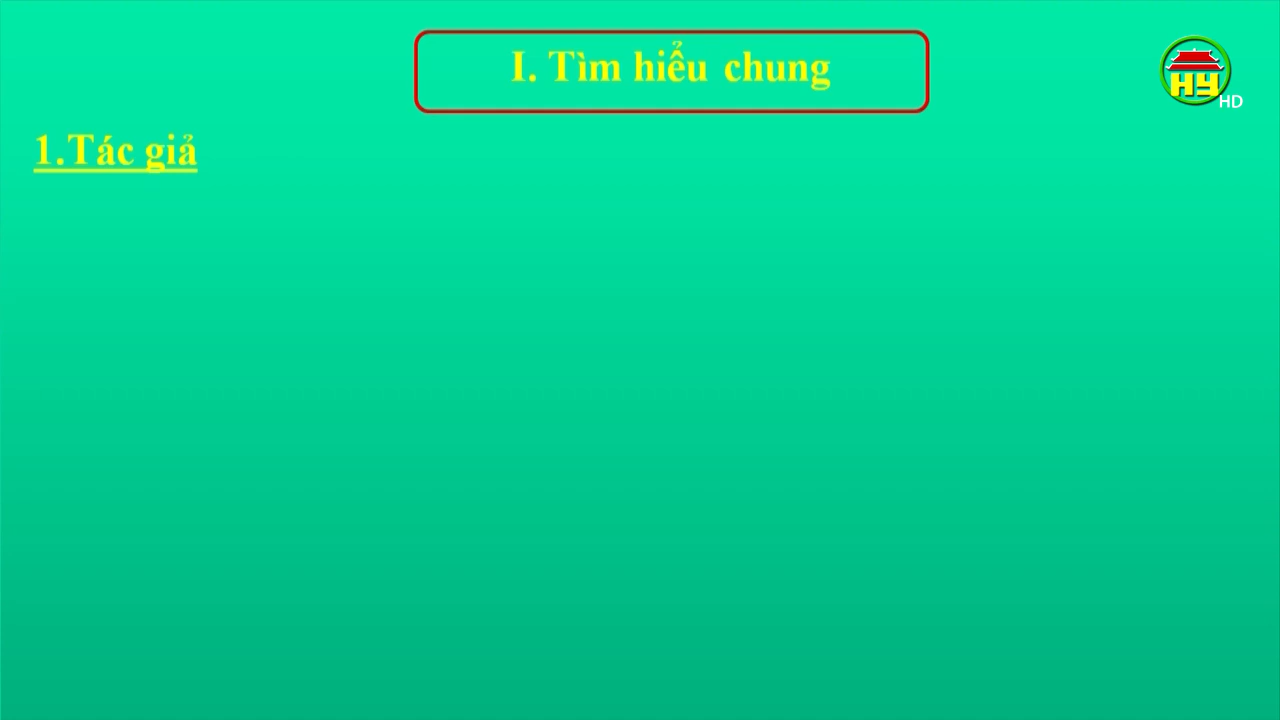 I. Tìm hiểu chung
HY
HD
1.Tác giả